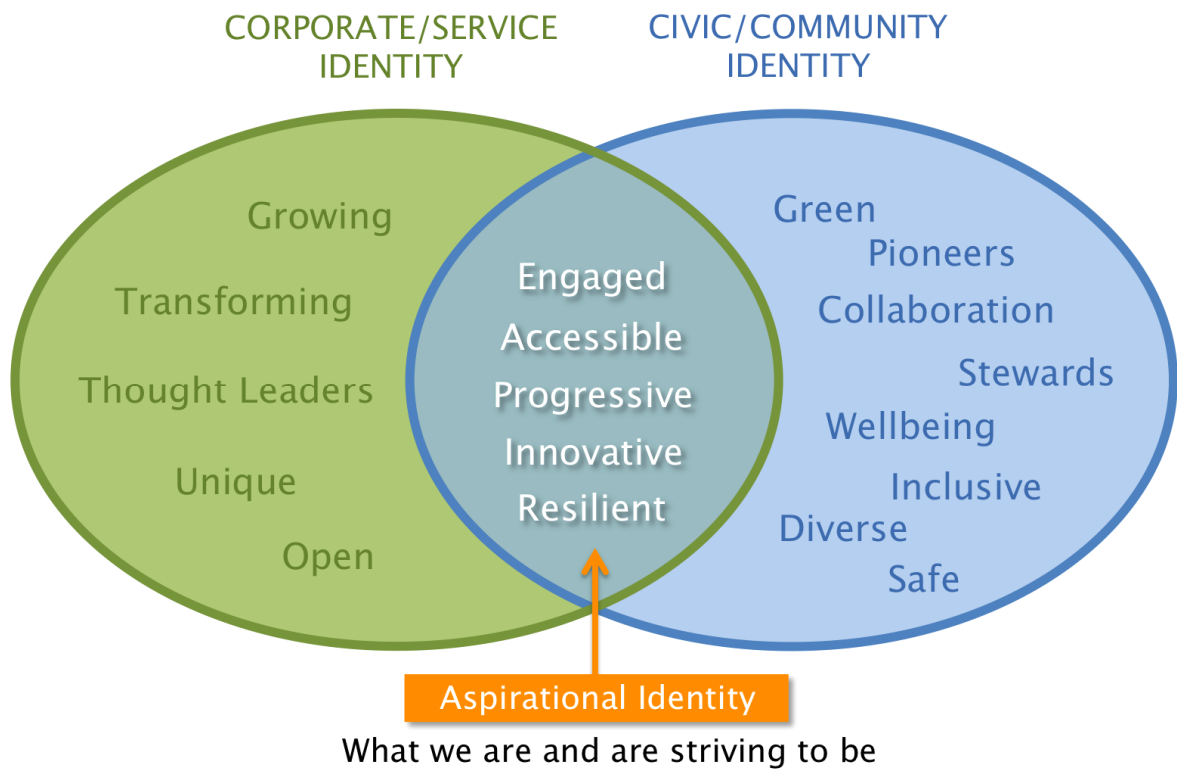 CORPORATE/SERVICE
IDENTITY
CIVIC/COMMUNITY
IDENTITY
Growing
Transforming
Thought Leaders
Unique
Open
Engaged
Accessible
Progressive
Innovative
Resilient
Green
Pioneers
Collaboration
Stewards
Wellbeing
Inclusive
Diverse
Safe
Aspirational Identity
What we are and are striving to be